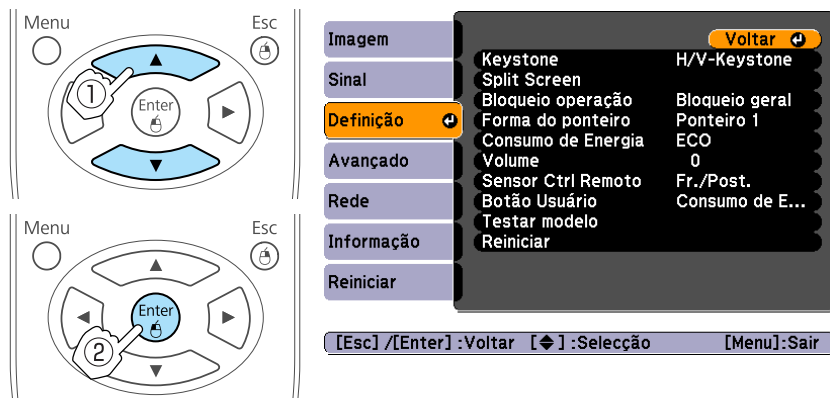 Menu
Esc
1
Enter
Menu
Esc
Enter
2
Imagem
Sinal
Definição
Avançado
Rede
Informação
Reiniciar
Voltar
Keystone H/V-Keystone
Split Screen
Bloqueio operação Bloqueio geral
Forma do ponteiro Ponteiro 1
Consumo de Energia ECO
Volume 0
Sensor Ctrl Remoto Fr./Post.
Botão Usuário Consumo de E...
Testar modelo
Reiniciar
[Esc] /[Enter] :Voltar [◆] :Selecção [Menu]:Sair